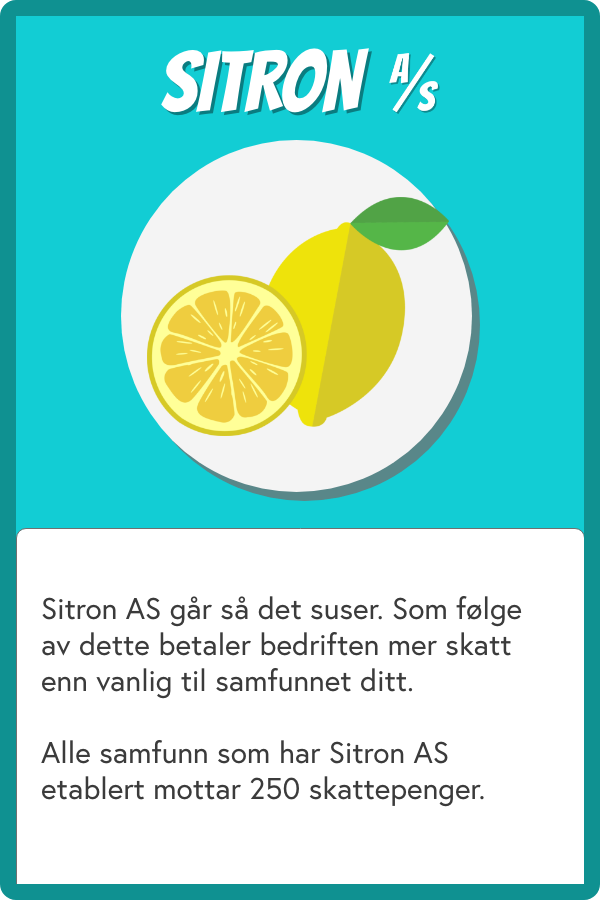 SITRON A/S
Sitron AS går så det suser. Som følge
av dette betaler bedriften mer skatt
enn vanlig til samfunnet ditt.
Alle samfunn som har Sitron AS
etablert mottar 250 skattepenger.